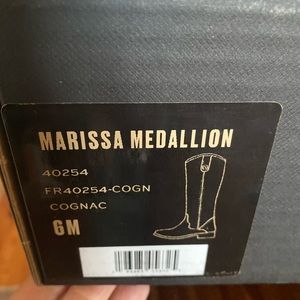 MARISSA MEDALLION
40254
FR40254-COGN
COGNAC
6M